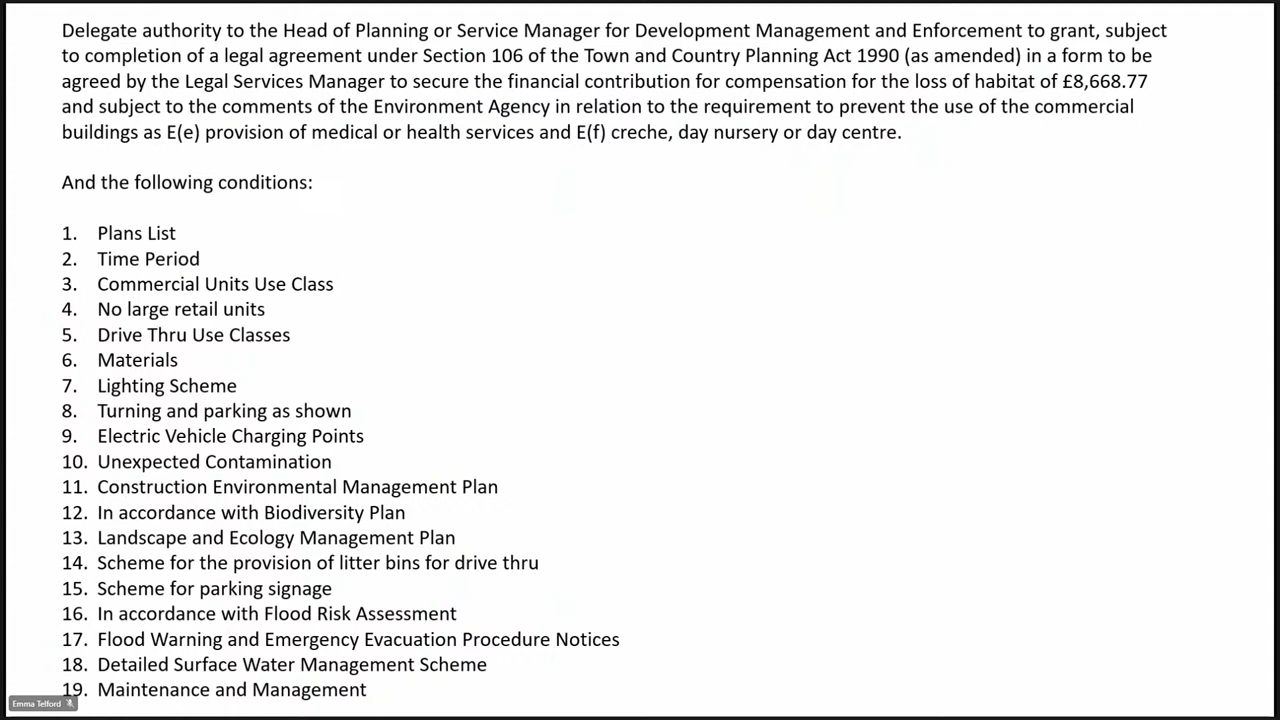 Delegate authority to the Head of Planning or Service Manager for Development Management and Enforcement to grant, subject
to completion of a legal agreement under Section 106 of the Town and Country Planning Act 1990 (as amended) in a form to be
agreed by the Legal Services Manager to secure the financial contribution for compensation for the loss of habitat of £8,668.77
and subject to the comments of the Environment Agency in relation to the requirement to prevent the use of the commercial
buildings as E(e) provision of medical or health services and E(f) creche, day nursery or day centre.
And the following conditions:
1. Plans List
2. Time Period
3. Commercial Units Use Class
4. No large retail units
5. Drive Thru Use Classes
6. Materials
7. Lighting Scheme
8. Turning and parking as shown
9. Electric Vehicle Charging Points
10. Unexpected Contamination
11. Construction Environmental Management Plan
12. In accordance with Biodiversity Plan
13. Landscape and Ecology Management Plan
14. Scheme for the provision of litter bins for drive thru
15. Scheme for parking signage
16. In accordance with Flood Risk Assessment
17. Flood Warning and Emergency Evacuation Procedure Notices
18. Detailed Surface Water Management Scheme
19. Maintenance and Management
Emma Telford